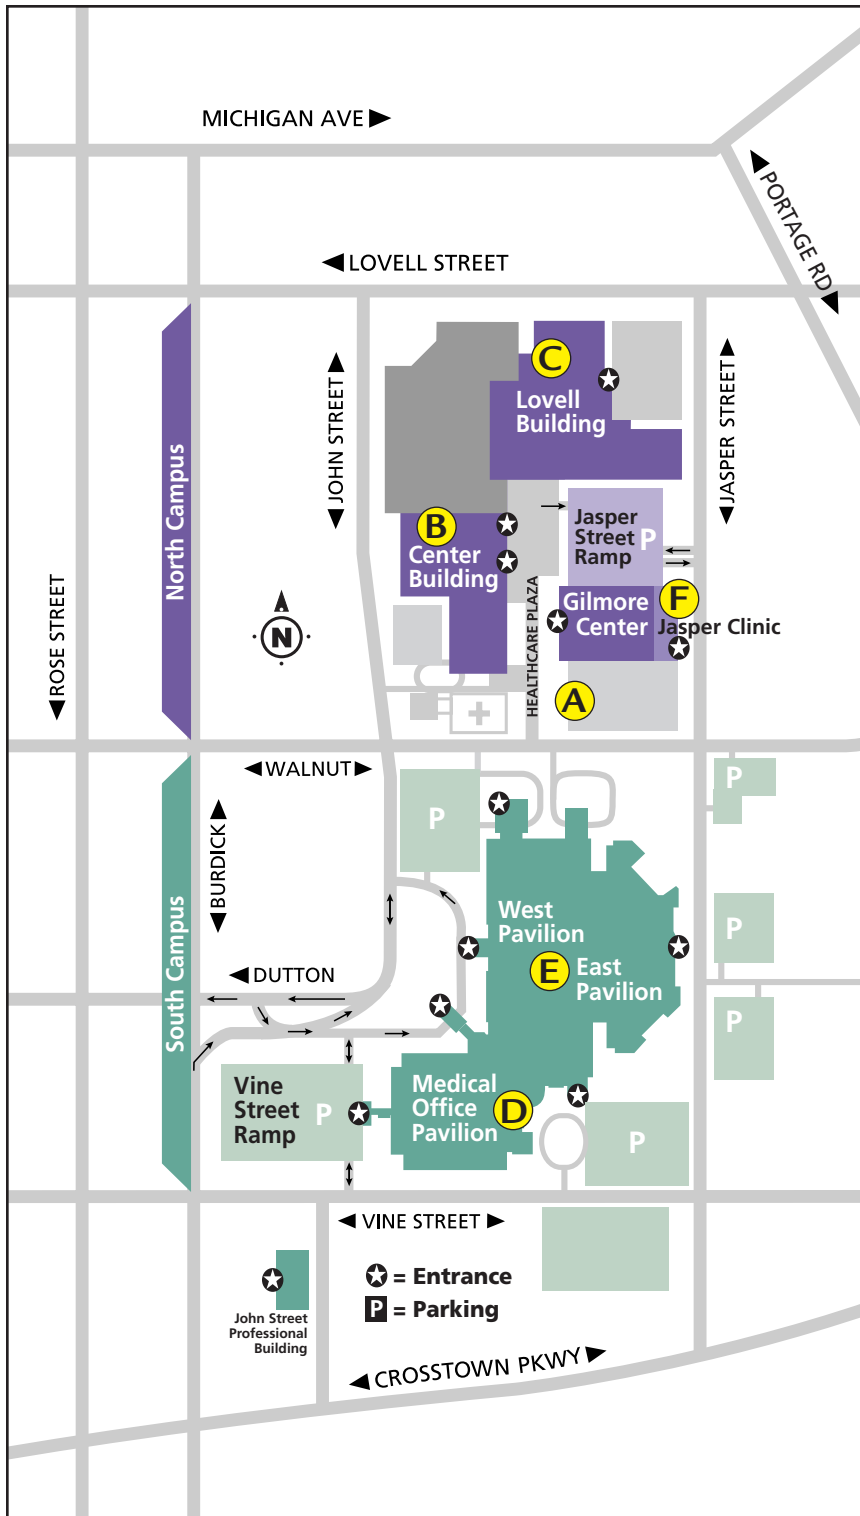 MICHIGAN AVE
PORTAGE RD
LOVELL STREET
JOHN STREET
JASPER STREET
C
Lovell
Building
North Campus
B
Center
Building
Jasper
Street
Ramp
P
HEALTHCARE PLAZA
Gilmore
Center
F
Jasper Clinic
A
N
ROSE STREET
WALNUT
BURDICK
P
P
South Campus
West
Pavilion
E
East
Pavilion
P
DUTTON
P
Vine
Street
Ramp
P
Medical
Office
Pavilion
D
P
VINE STREET
= Entrance
P = Parking
John Street
Professional
Building
CROSSTOWN PKWY